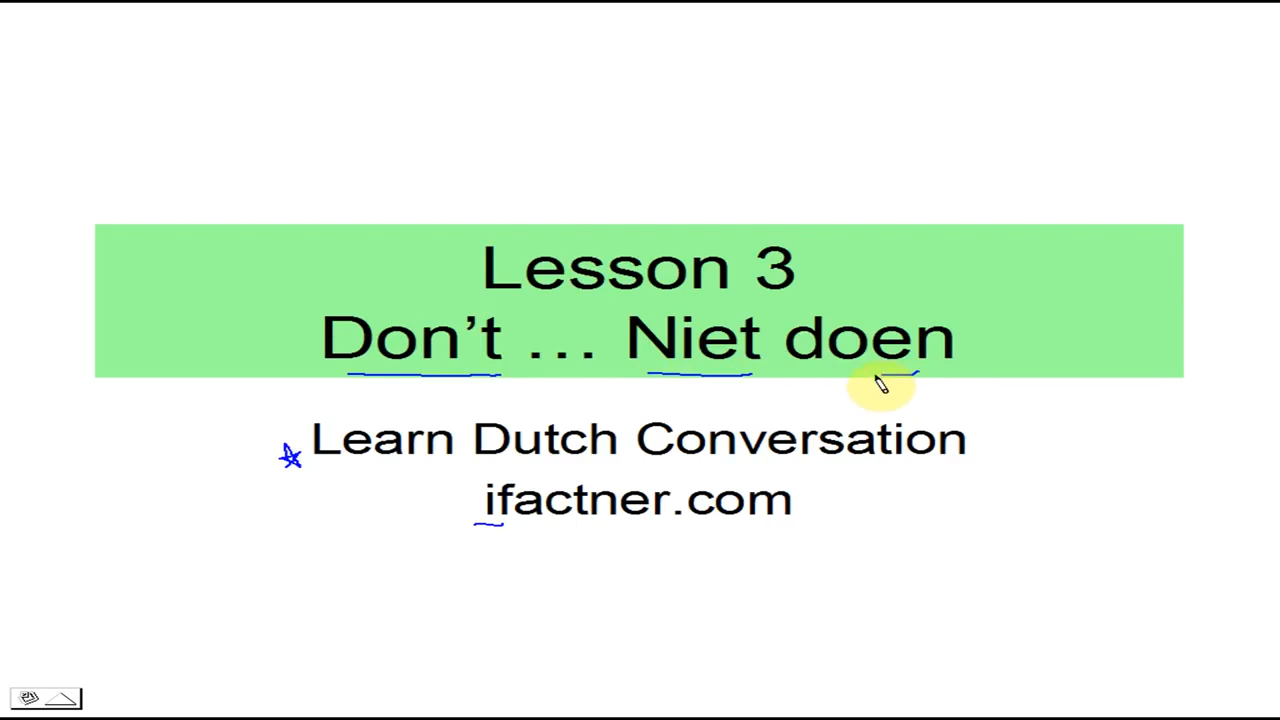 Lesson 3
Don’t … Niet doen
Learn Dutch Conversation
ifactner.com